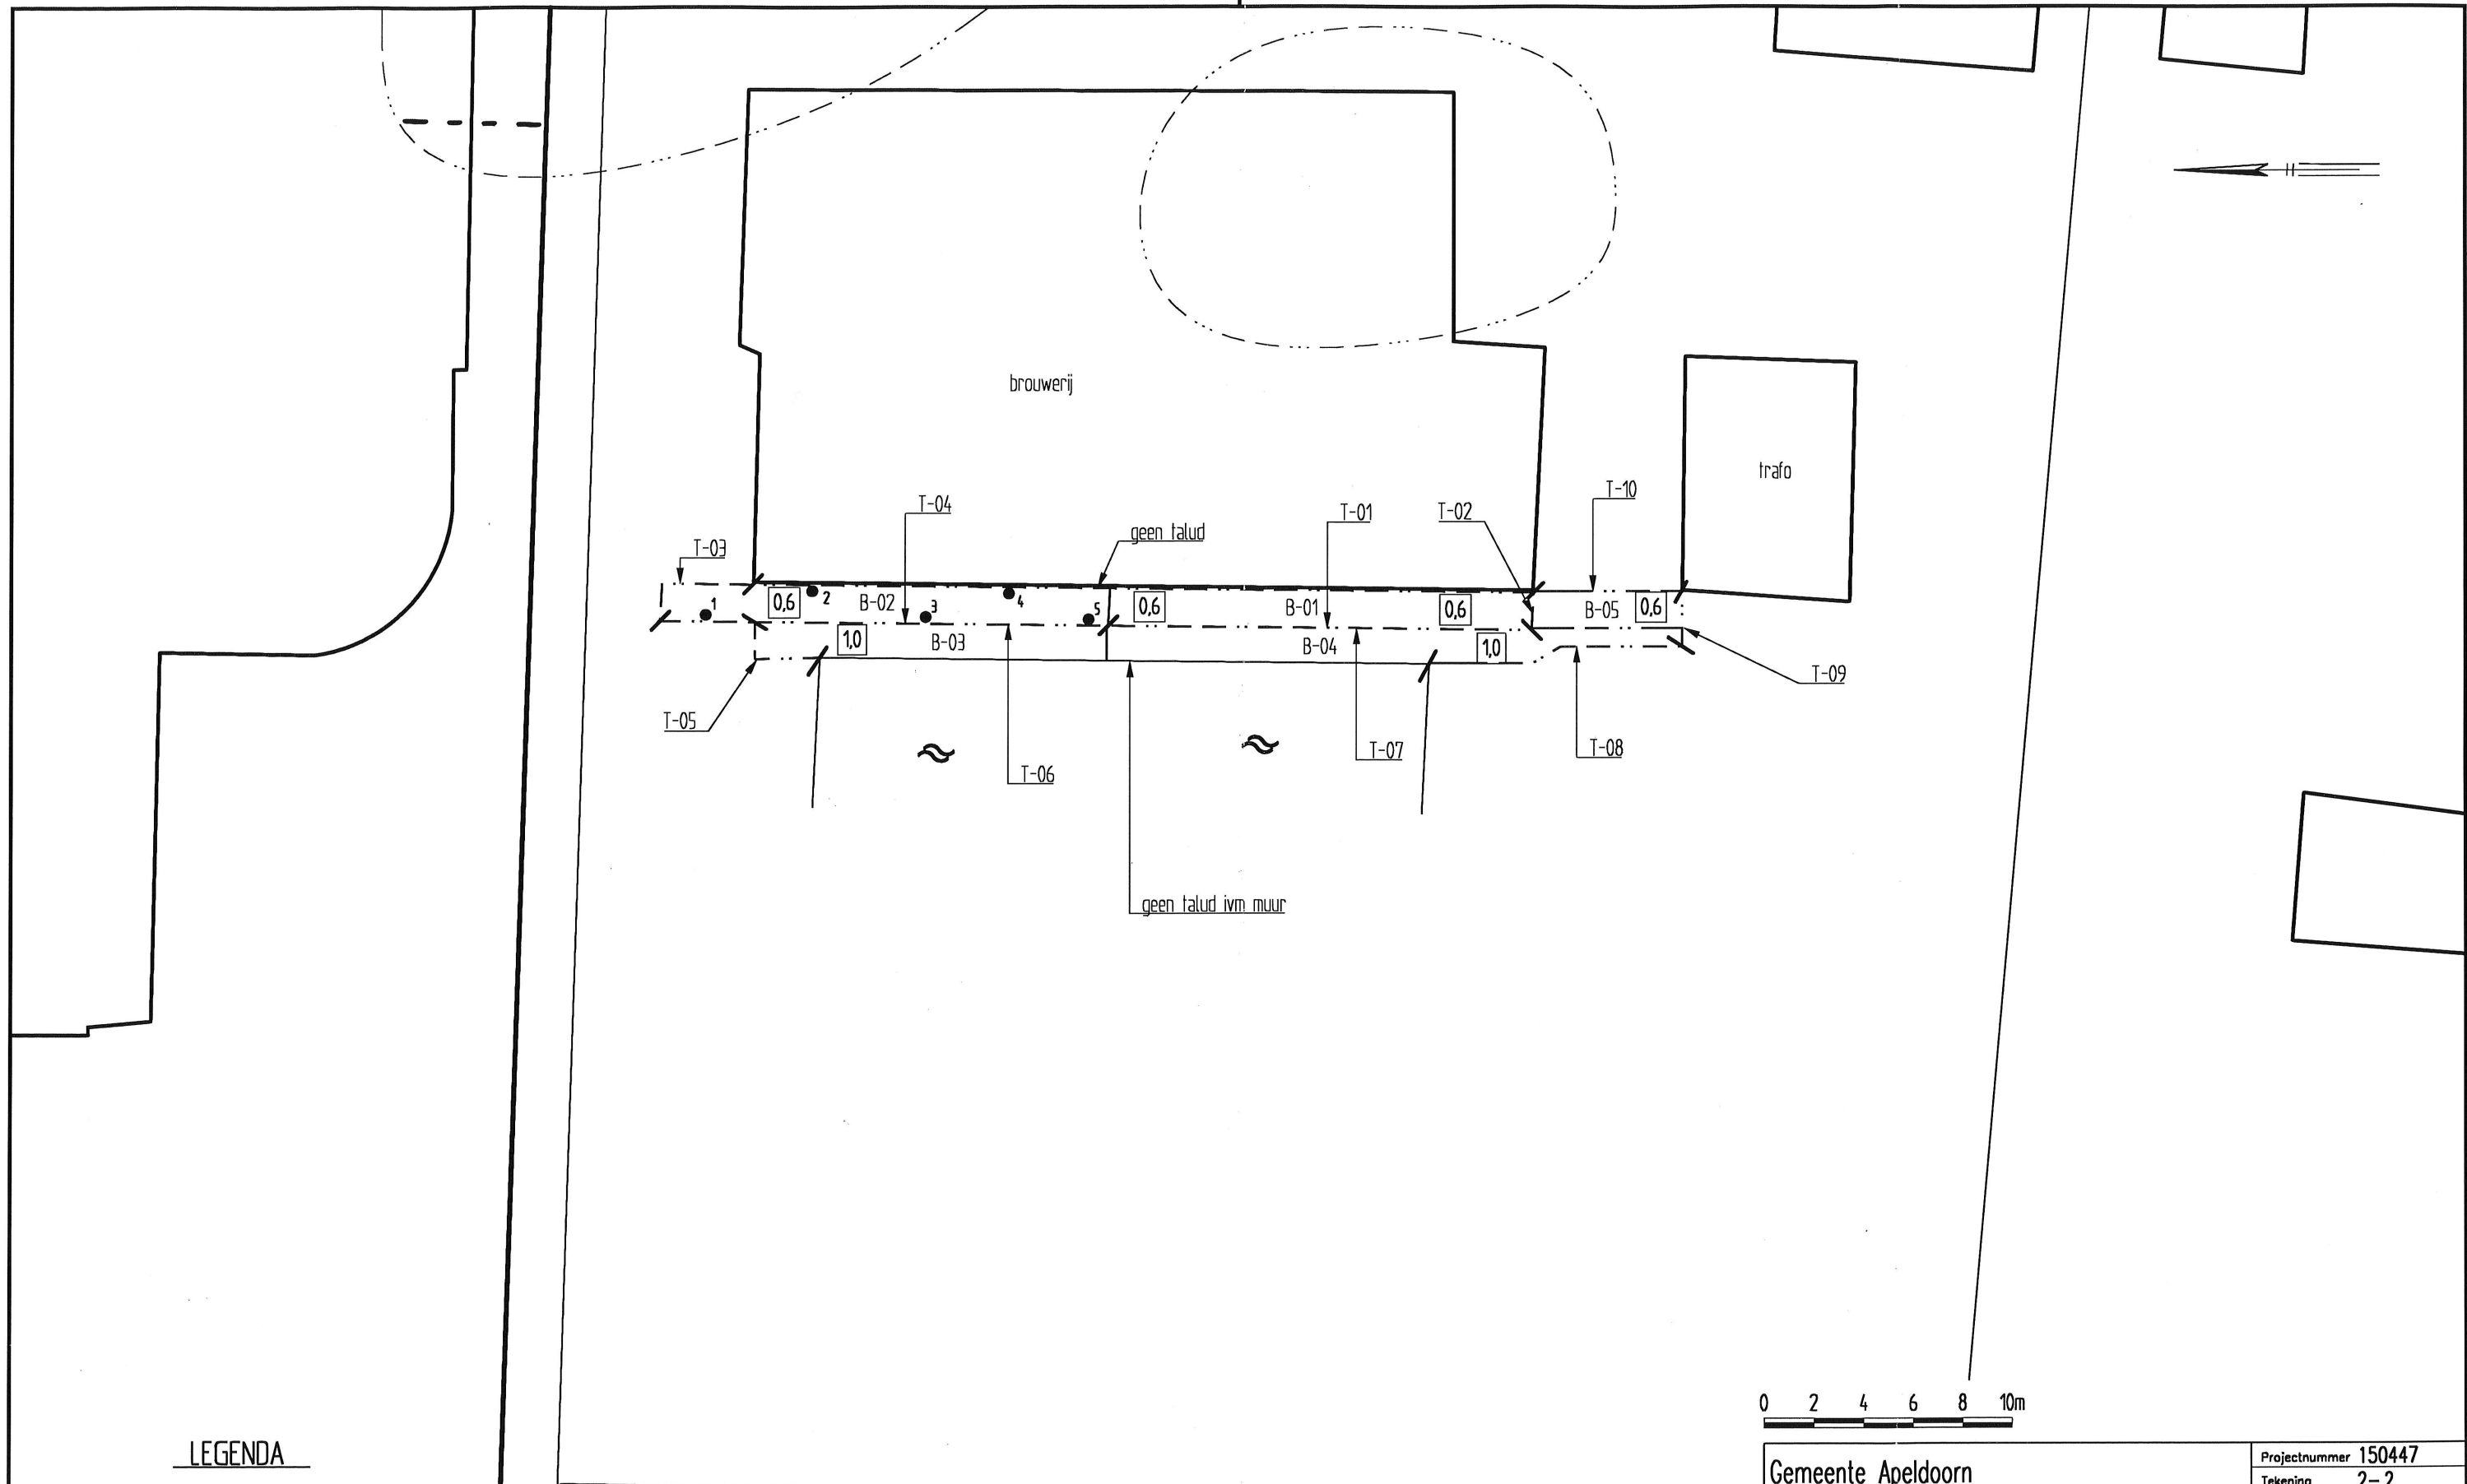 brouwerij
trafo
T-10
T-04
T-01
T-02
geen talud
T-03
0,6
2
B-02
4
0,6
B-01
0,6
B-05
0,6
1
3
5
1,0
B-03
B-04
1,0
T-09
T-05
T-07
T-08
T-06
geen talud ivm muur
0 2 4 6 8 10m
LEGENDA
Projectnummer 150447
Gemeente Apeldoorn
Tekening 2-2